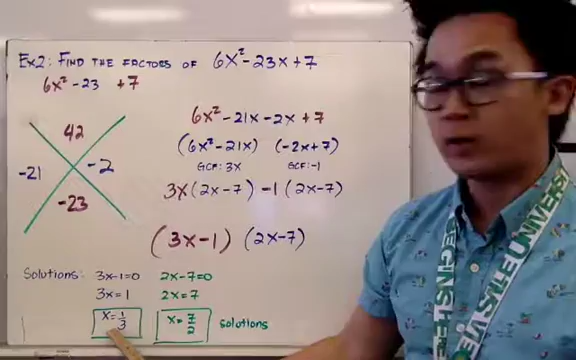 Ex2: FIND THE FACTORS OF 6x² - 23x + 7
6x² - 23 + 7
42
-21 -2
-23
6x² - 21x - 2x + 7
(6x² - 21x) (-2x + 7)
GCF: 3x GCF: -1
3x (2x - 7) - 1 (2x - 7)
(3x - 1) (2x - 7)
Solutions: 3x - 1 = 0 2x - 7 = 0
3x = 1 2x = 7
x = 1/3 x = 7/2 solutions
UNIVERSI
BEGINS